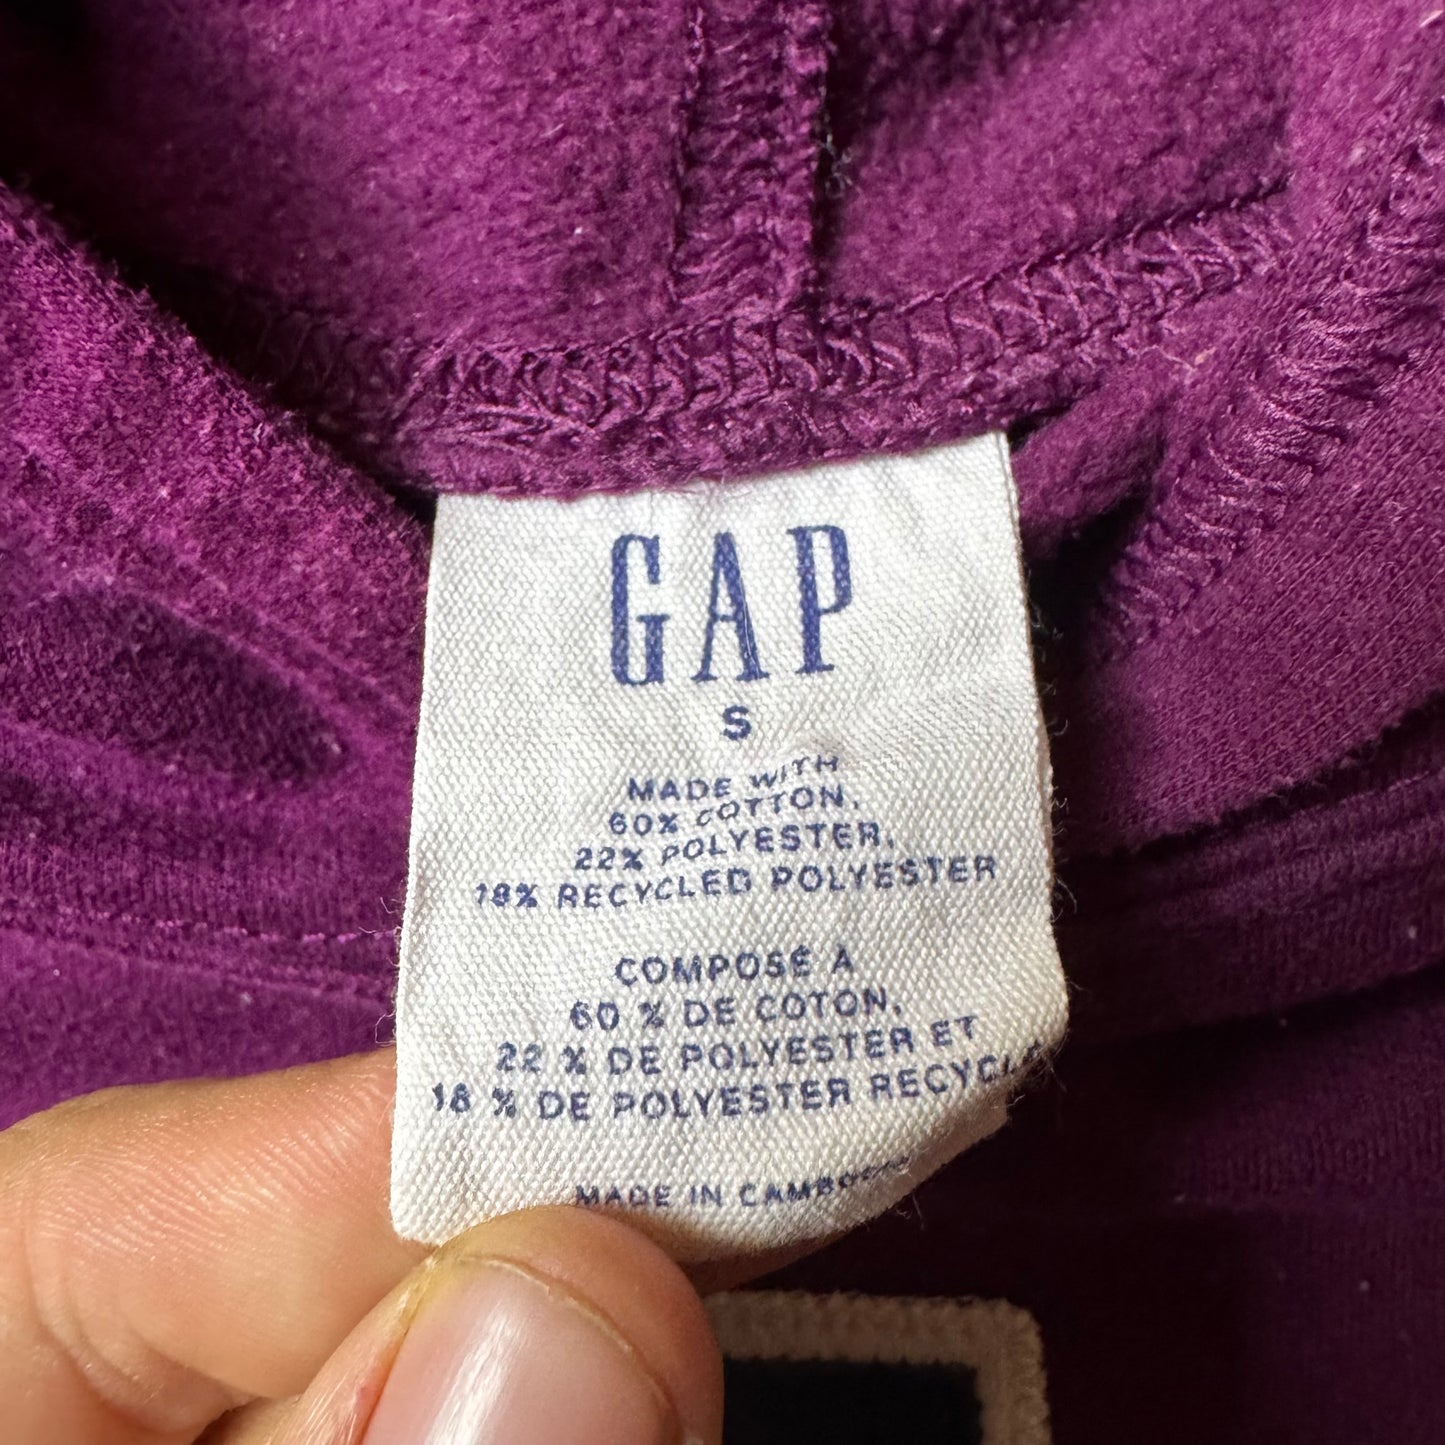 GAP
S
MADE WITH
60% COTTON,
22% POLYESTER,
18% RECYCLED POLYESTER
COMPOSÉ À
60 % DE COTON,
22 % DE POLYESTER ET
18 % DE POLYESTER
MADE IN